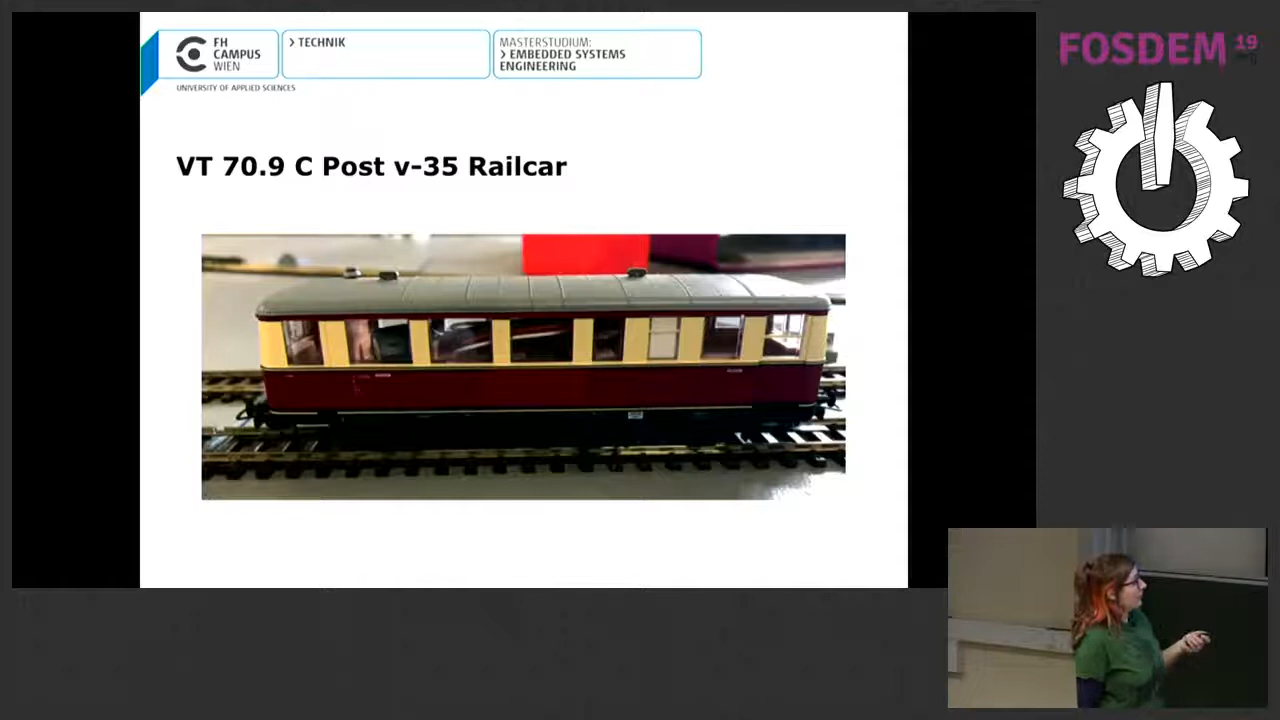 FH
CAMPUS
WIEN
UNIVERSITY OF APPLIED SCIENCES
> TECHNIK
MASTERSTUDIUM:
> EMBEDDED SYSTEMS
ENGINEERING
VT 70.9 C Post v-35 Railcar
FOSDEM 19